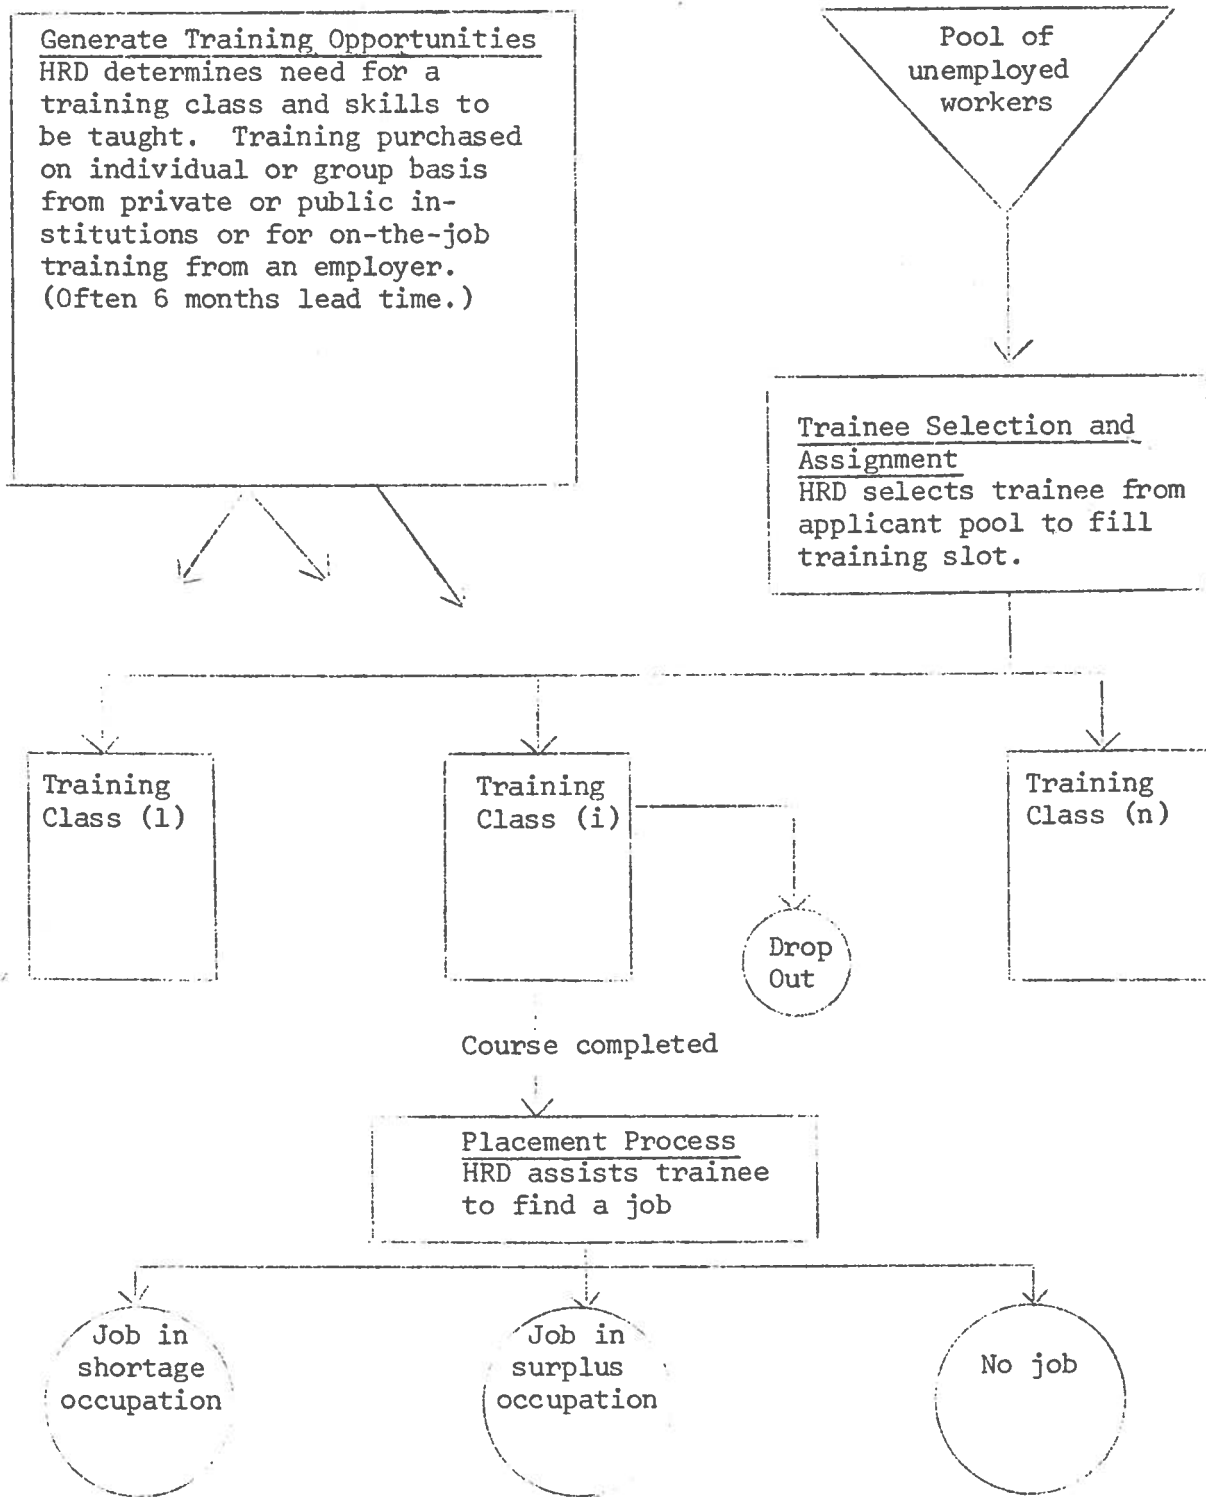 Generate Training Opportunities
HRD determines need for a
training class and skills to
be taught. Training purchased
on individual or group basis
from private or public in-
stitutions or for on-the-job
training from an employer.
(Often 6 months lead time.)
Pool of
unemployed
workers
Trainee Selection and
Assignment
HRD selects trainee from
applicant pool to fill
training slot.
Training
Class (1)
Training
Class (i)
Training
Class (n)
Drop
Out
Course completed
Placement Process
HRD assists trainee
to find a job
Job in
shortage
occupation
Job in
surplus
occupation
No job